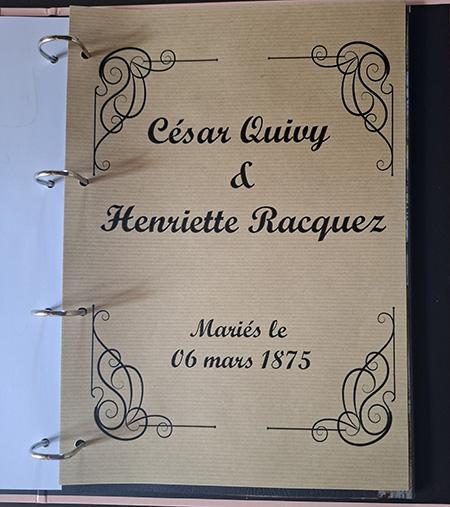 César Quivy
&
Henriette Racquez
Mariés le
06 mars 1875